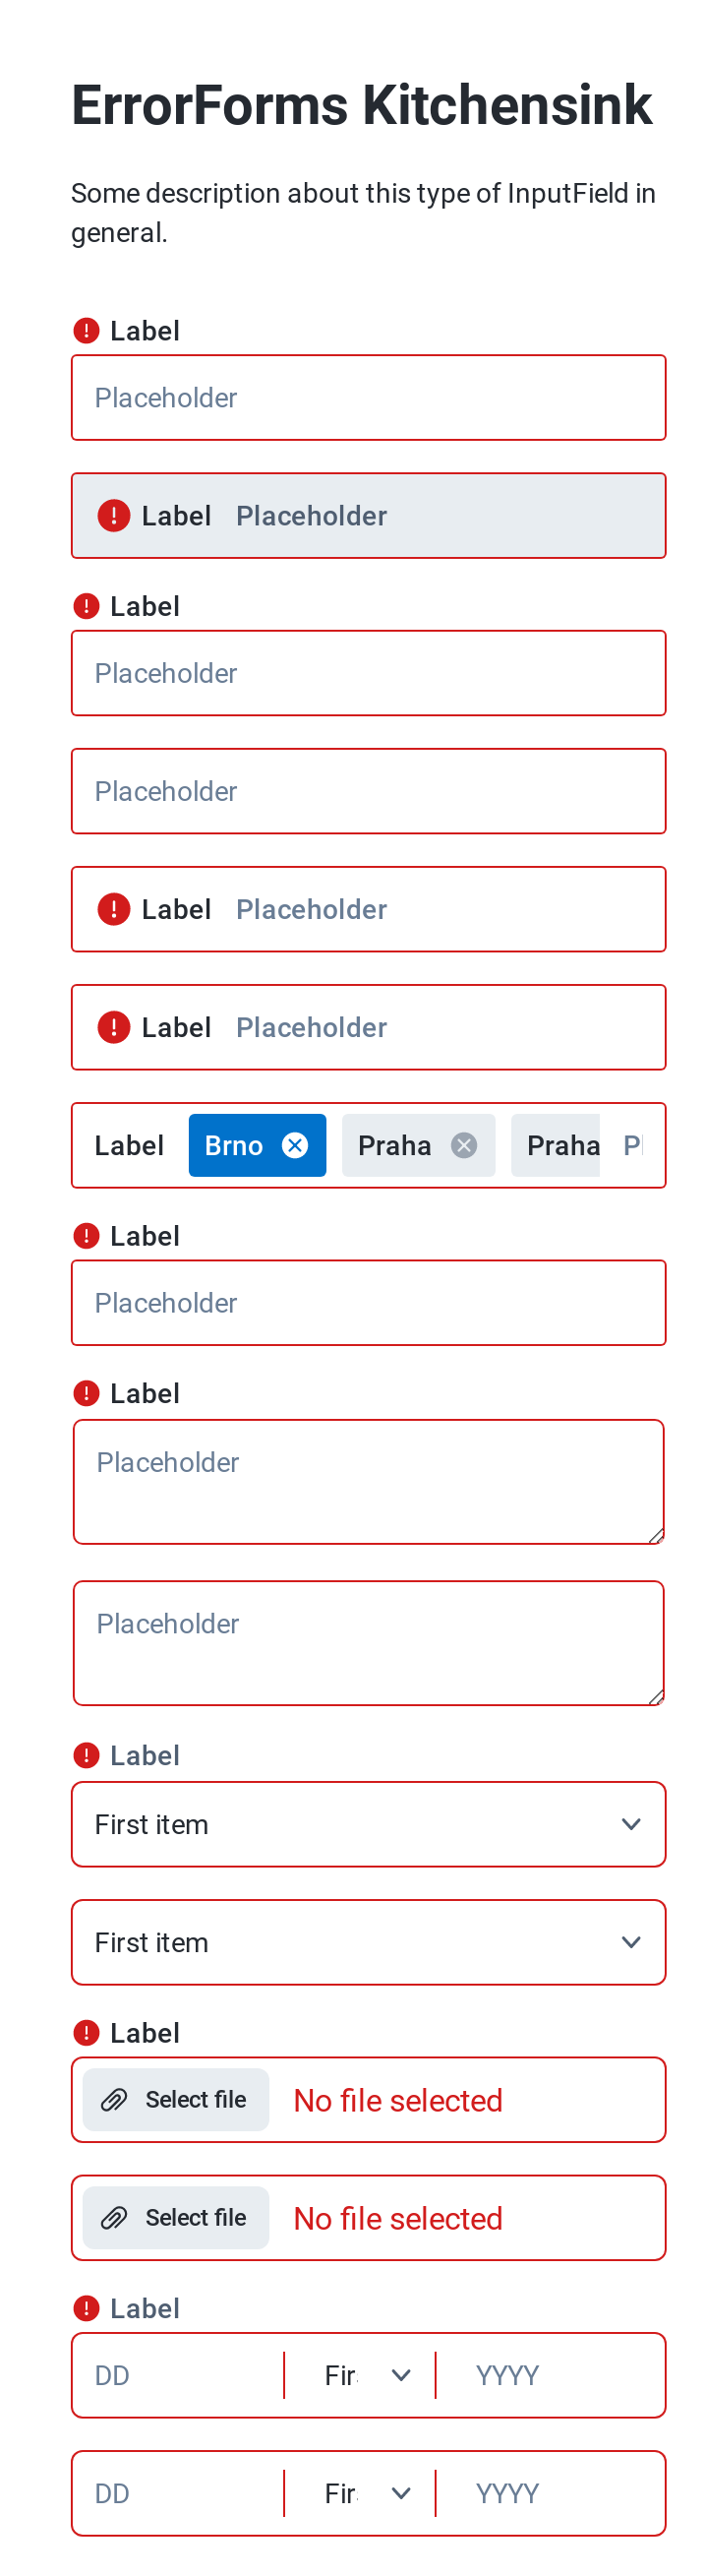 ErrorForms Kitchensink
Some description about this type of InputField in
general.
Label
Placeholder
Label Placeholder
Label
Placeholder
Placeholder
Label Placeholder
Label Placeholder
Label Brno Praha Praha P
Label
Placeholder
Label
Placeholder
Placeholder
Label
First item
First item
Label
Select file No file selected
Select file No file selected
Label
DD Fir YYYY
DD Fir YYYY